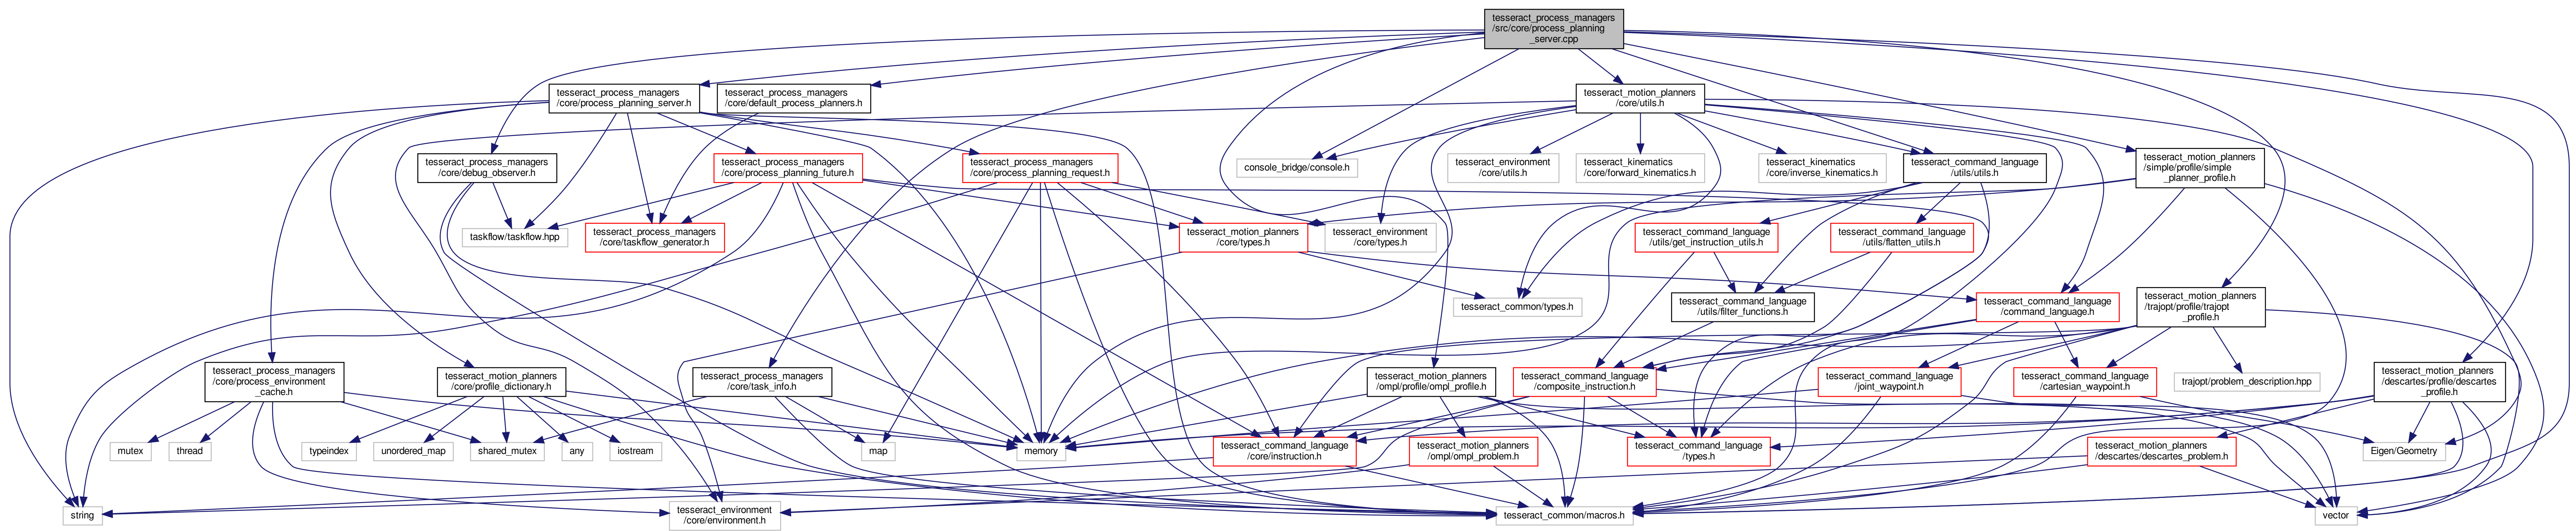 tesseract_process_managers
/src/core/process_planning
_server.cpp
tesseract_process_managers
/core/process_planning_server.h
tesseract_process_managers
/core/default_process_planners.h
tesseract_motion_planners
/core/utils.h
tesseract_process_managers
/core/debug_observer.h
tesseract_process_managers
/core/process_planning_future.h
tesseract_process_managers
/core/process_planning_request.h
console_bridge/console.h
tesseract_environment
/core/utils.h
tesseract_kinematics
/core/forward_kinematics.h
tesseract_kinematics
/core/inverse_kinematics.h
tesseract_command_language
/utils/utils.h
tesseract_motion_planners
/simple/profile/simple
_planner_profile.h
taskflow/taskflow.hpp
tesseract_process_managers
/core/taskflow_generator.h
tesseract_motion_planners
/core/types.h
tesseract_environment
/core/types.h
tesseract_command_language
/utils/get_instruction_utils.h
tesseract_command_language
/utils/flatten_utils.h
tesseract_common/types.h
tesseract_command_language
/utils/filter_functions.h
tesseract_command_language
/command_language.h
tesseract_motion_planners
/trajopt/profile/trajopt
_profile.h
tesseract_process_managers
/core/process_environment
_cache.h
tesseract_motion_planners
/core/profile_dictionary.h
tesseract_process_managers
/core/task_info.h
tesseract_motion_planners
/ompl/profile/ompl_profile.h
tesseract_command_language
/composite_instruction.h
tesseract_command_language
/joint_waypoint.h
tesseract_command_language
/cartesian_waypoint.h
trajopt/problem_description.hpp
tesseract_motion_planners
/descartes/profile/descartes
_profile.h
mutex
thread
typeindex
unordered_map
shared_mutex
any
iostream
map
memory
tesseract_command_language
/core/instruction.h
tesseract_motion_planners
/ompl/ompl_problem.h
tesseract_command_language
/types.h
tesseract_motion_planners
/descartes/descartes_problem.h
Eigen/Geometry
string
tesseract_environment
/core/environment.h
tesseract_common/macros.h
vector